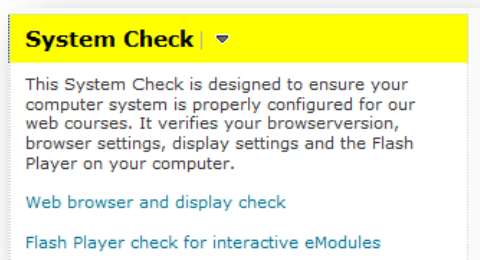 System Check
This System Check is designed to ensure your
computer system is properly configured for our
web courses. It verifies your browserversion,
browser settings, display settings and the Flash
Player on your computer.
Web browser and display check
Flash Player check for interactive eModules